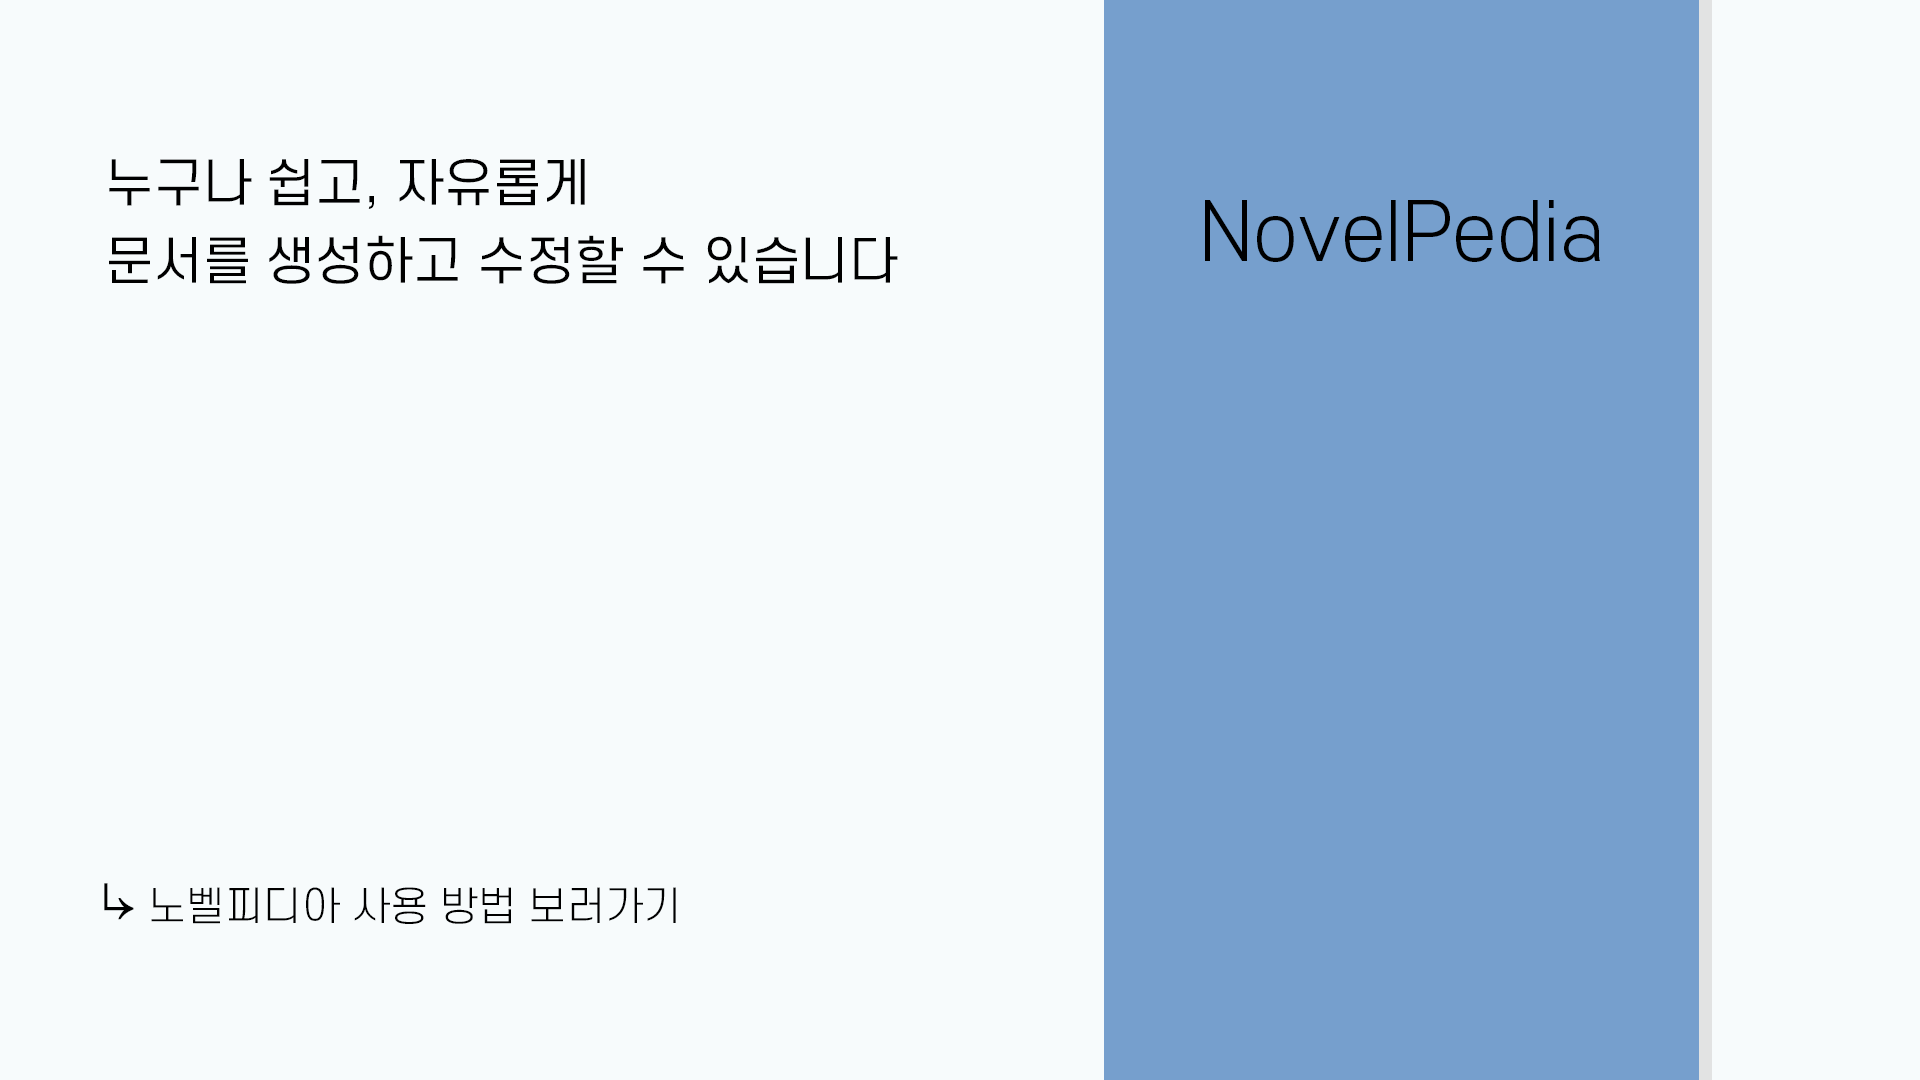 누구나 쉽고, 자유롭게
문서를 생성하고 수정할 수 있습니다
노벨피디아 사용 방법 보러가기
NovelPedia